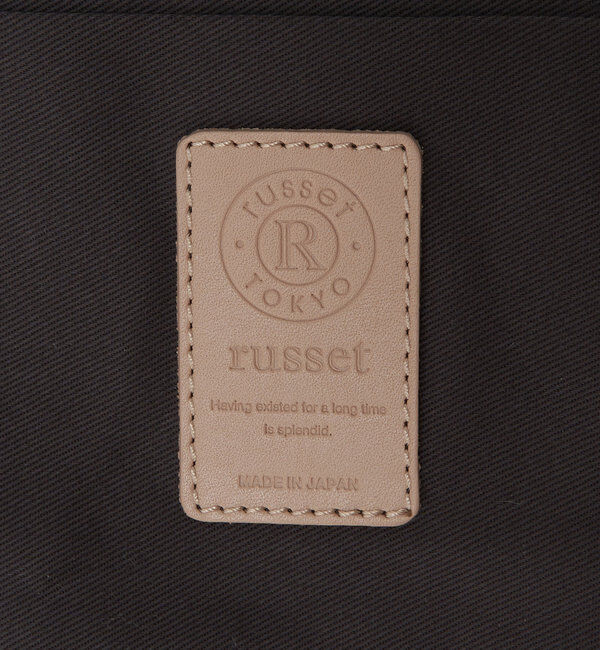 russet
R
TOKYO
russet
Having existed for a long time
is splendid.
MADE IN JAPAN